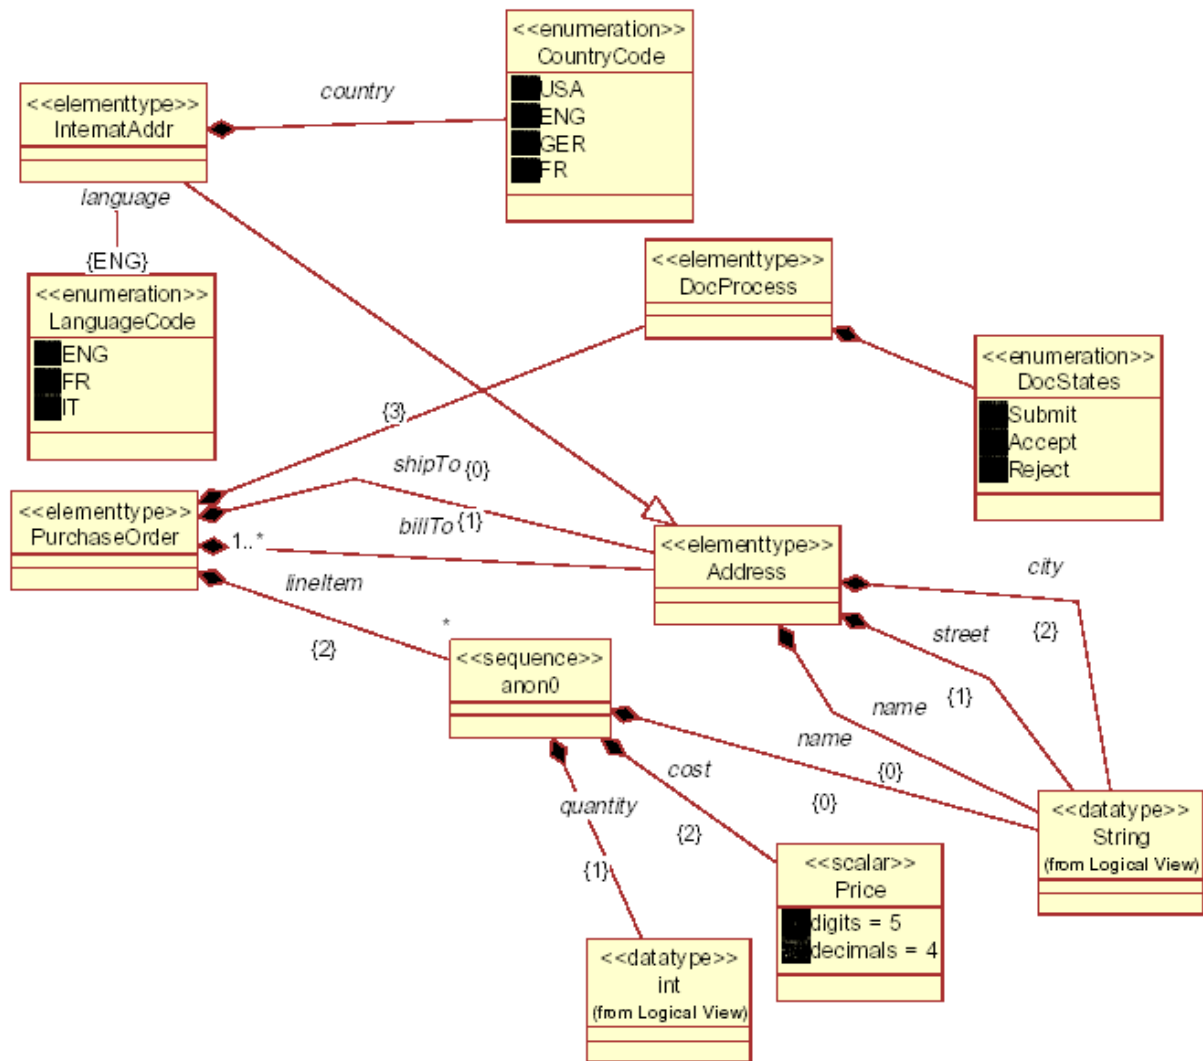 <<enumeration>>
CountryCode
USA
ENG
GER
FR
country
<<elementtype>>
InternatAddr
language
{ENG}
<<enumeration>>
LanguageCode
ENG
FR
IT
<<elementtype>>
DocProcess
<<enumeration>>
DocStates
Submit
Accept
Reject
{3}
shipTo
{0}
<<elementtype>>
PurchaseOrder
billTo
{1}
1..*
<<elementtype>>
Address
lineItem
*
{2}
city
{2}
street
{1}
name
{0}
<<sequence>>
anon0
name
{0}
cost
{2}
quantity
{1}
<<datatype>>
String
(from Logical View)
<<scalar>>
Price
digits = 5
decimals = 4
<<datatype>>
int
(from Logical View)